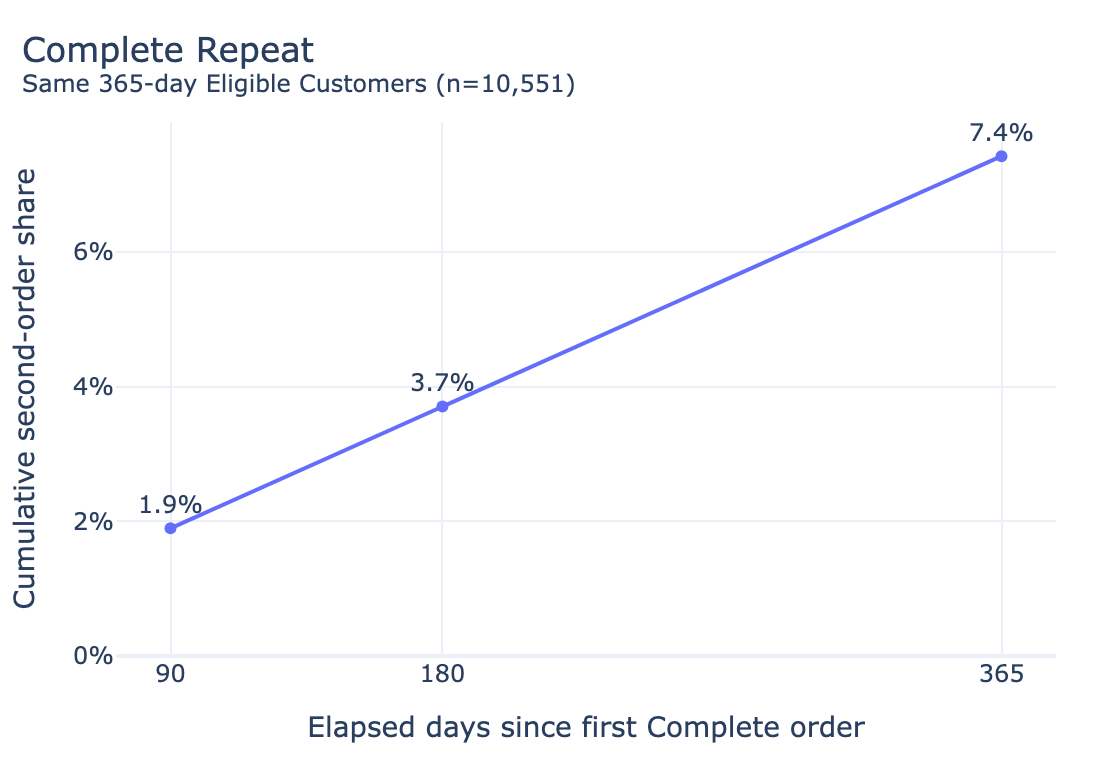 Complete Repeat
Same 365-day Eligible Customers (n=10,551)
Cumulative second-order share
6%
4%
2%
0%
1.9%
3.7%
7.4%
90
180
365
Elapsed days since first Complete order